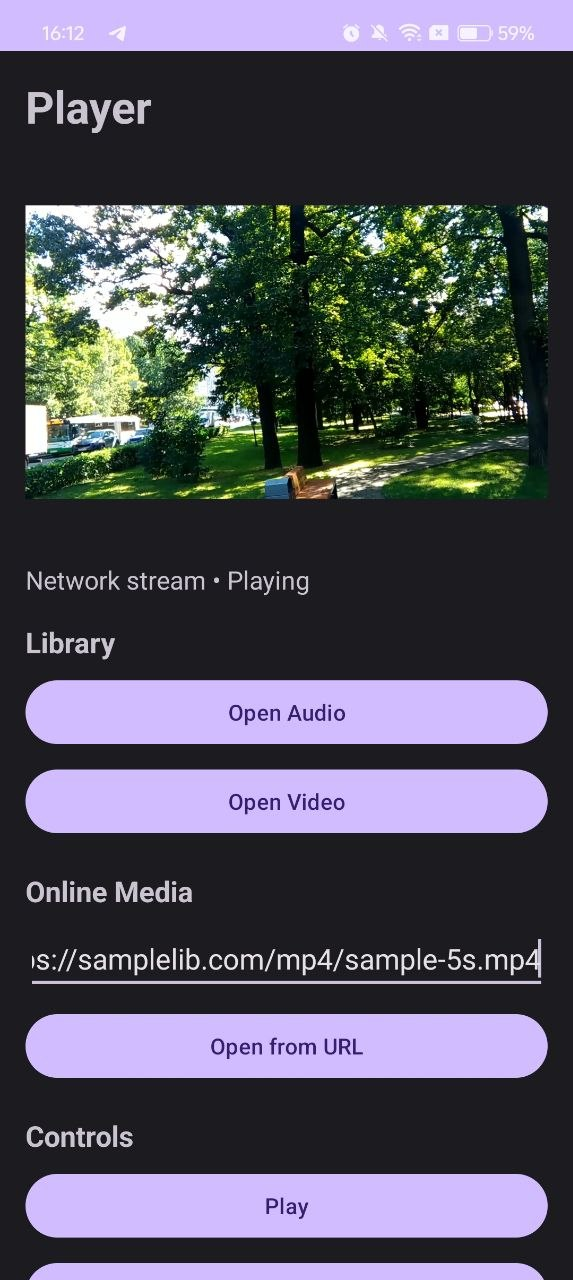 16:12 59%
Player
Network stream • Playing
Library
Open Audio
Open Video
Online Media
s://samplelib.com/mp4/sample-5s.mp4
Open from URL
Controls
Play